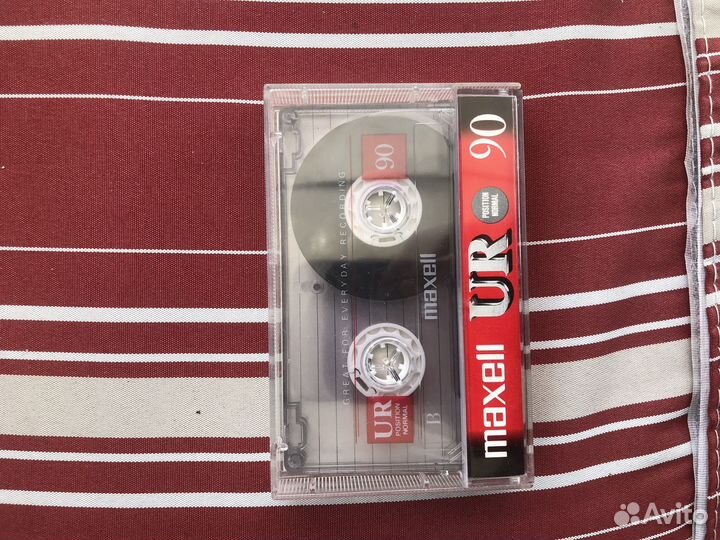 GREAT FOR EVERYDAY RECORDING
UR
POSITION
NORMAL
90
B
maxell
maxell UR POSITION NORMAL 90
Avito